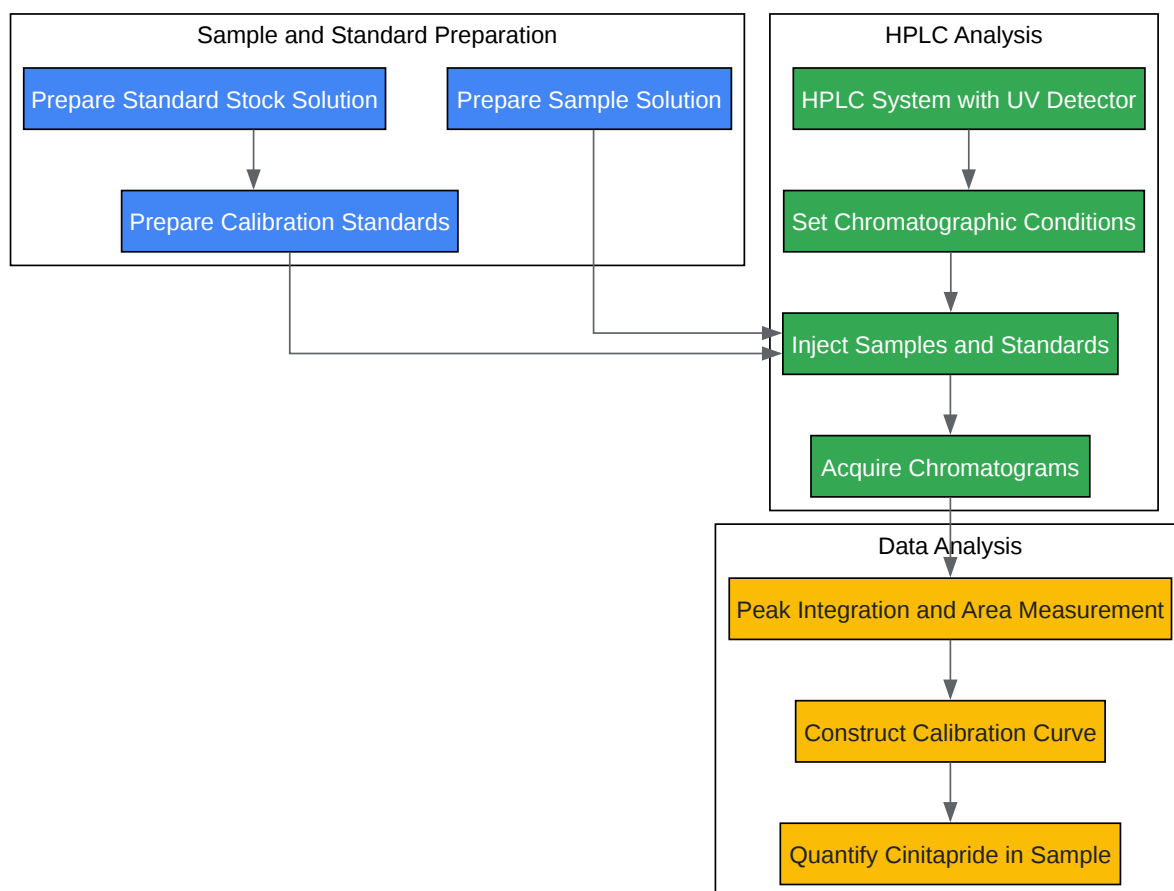 Sample and Standard Preparation
Prepare Standard Stock Solution
Prepare Sample Solution
Prepare Calibration Standards
HPLC Analysis
HPLC System with UV Detector
Set Chromatographic Conditions
Inject Samples and Standards
Acquire Chromatograms
Data Analysis
Peak Integration and Area Measurement
Construct Calibration Curve
Quantify Cinitapride in Sample